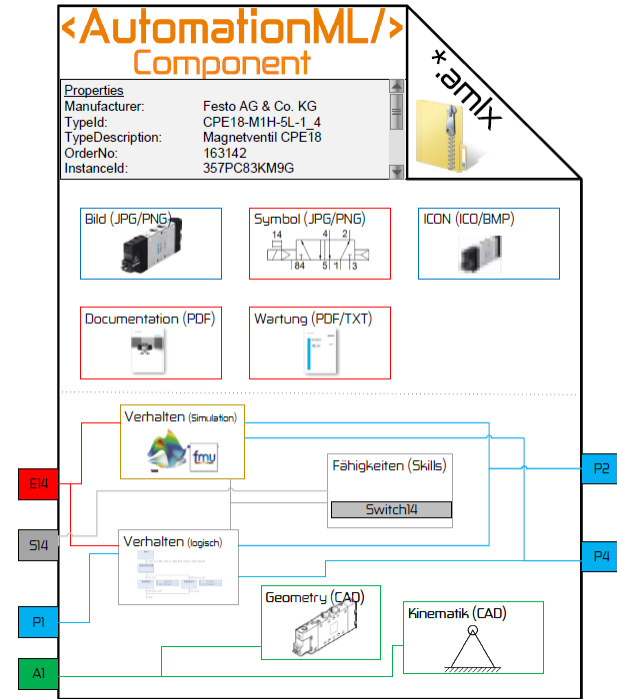 <AutomationML/>
Component
*.amlx
Properties
Manufacturer: Festo AG & Co. KG
TypeId: CPE18-M1H-5L-1_4
TypeDescription: Magnetventil CPE18
OrderNo: 163142
InstanceId: 357PC83KM9G
Bild (JPG/PNG)
Symbol (JPG/PNG)
14 4 2
84 5 1 3
ICON (ICO/BMP)
Documentation (PDF)
Wartung (PDF/TXT)
Verhalten (Simulation)
fmu
Fähigkeiten (Skills)
Switch14
E14
P2
S14
Verhalten (logisch)
P4
P1
Geometry (CAD)
Kinematik (CAD)
A1